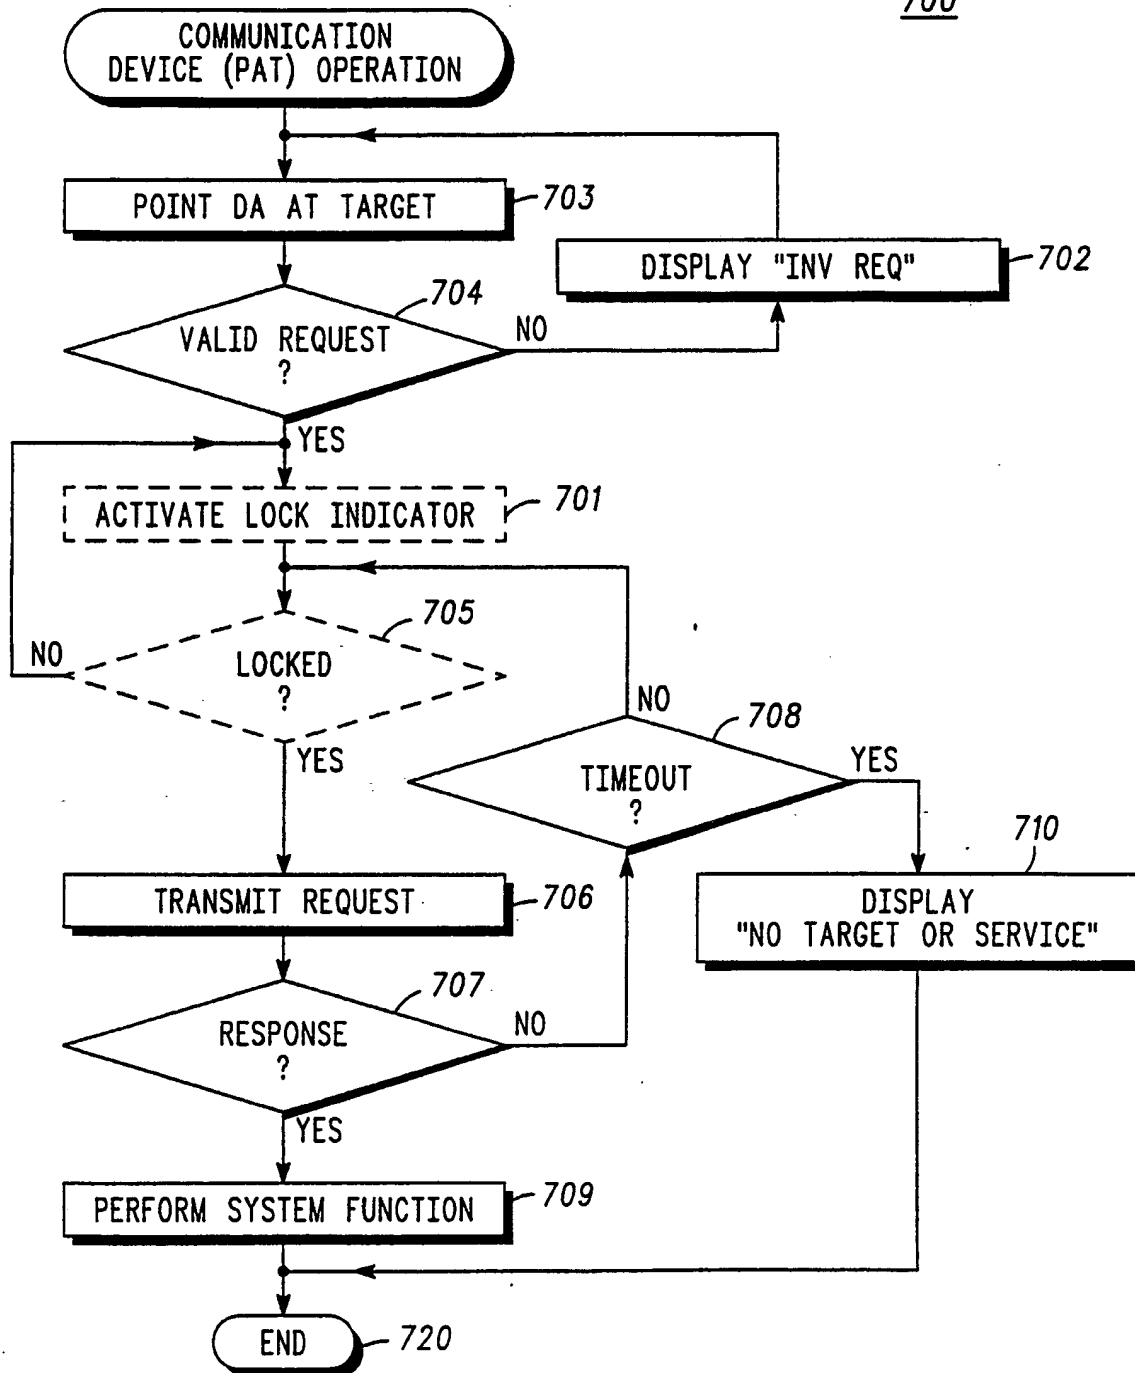 700
COMMUNICATION
DEVICE (PAT) OPERATION
POINT DA AT TARGET
703
DISPLAY "INV REQ"
702
704
VALID REQUEST
?
NO
YES
ACTIVATE LOCK INDICATOR
701
705
LOCKED
?
NO
YES
708
TIMEOUT
?
NO
YES
710
DISPLAY
"NO TARGET OR SERVICE"
TRANSMIT REQUEST
706
707
RESPONSE
?
NO
YES
PERFORM SYSTEM FUNCTION
709
END
720